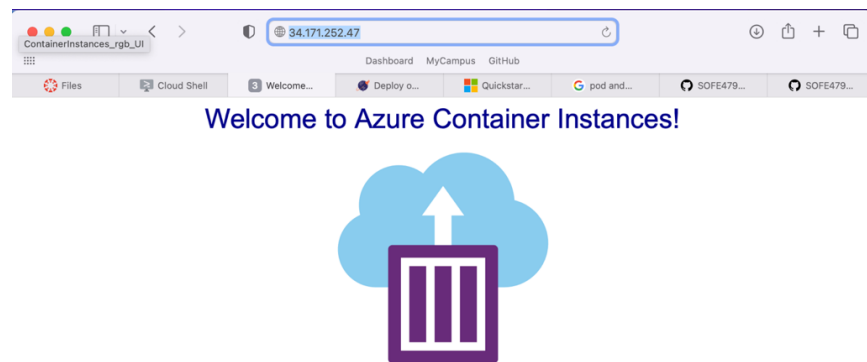 34.171.252.47
ContainerInstances_rgb_UI
Dashboard MyCampus GitHub
Files Cloud Shell 3 Welcome... Deploy o... Quickstar... G pod and... SOFE479... SOFE479...
Welcome to Azure Container Instances!